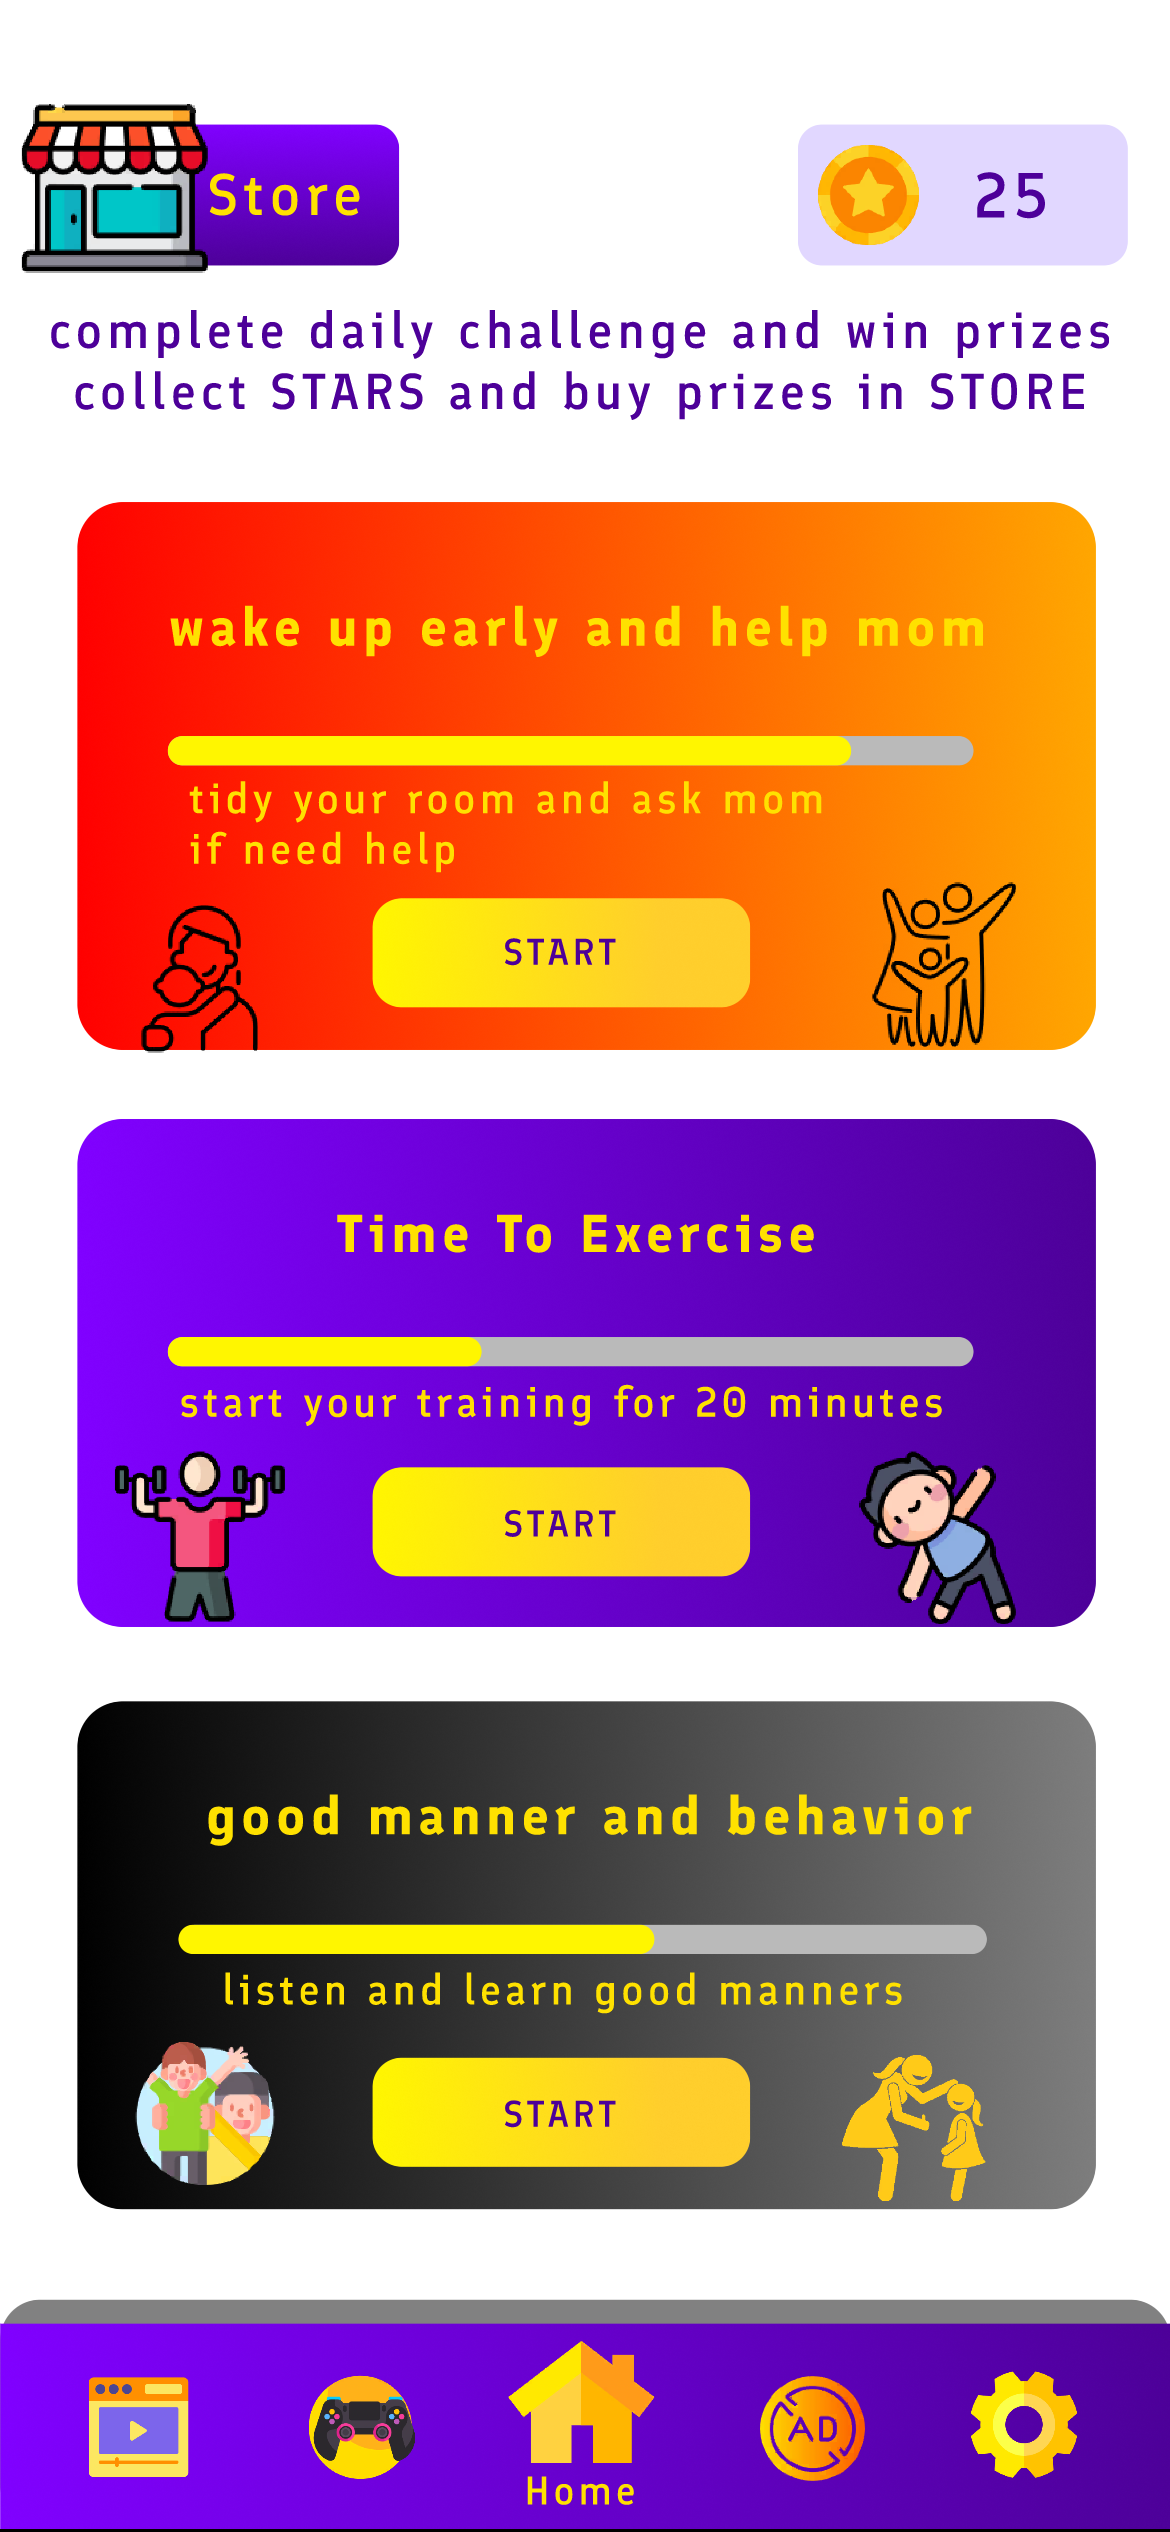 Store
25
complete daily challenge and win prizes
collect STARS and buy prizes in STORE
wake up early and help mom
tidy your room and ask mom
if need help
START
Time To Exercise
start your training for 20 minutes
START
good manner and behavior
listen and learn good manners
START
AD
Home